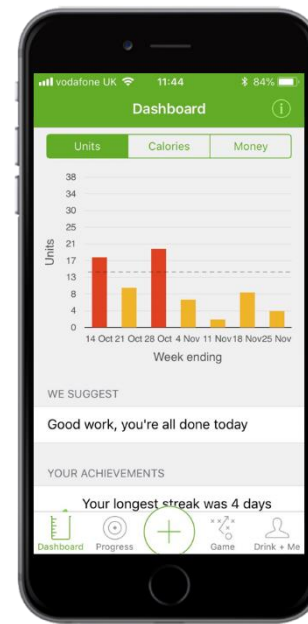 vodafone UK 11:44 84%
Dashboard
Units Calories Money
38
34
30
25
21
17
13
8
4
0
Units
14 Oct 21 Oct 28 Oct 4 Nov 11 Nov 18 Nov 25 Nov
Week ending
WE SUGGEST
Good work, you're all done today
YOUR ACHIEVEMENTS
Your longest streak was 4 days
Dashboard Progress Game Drink + Me